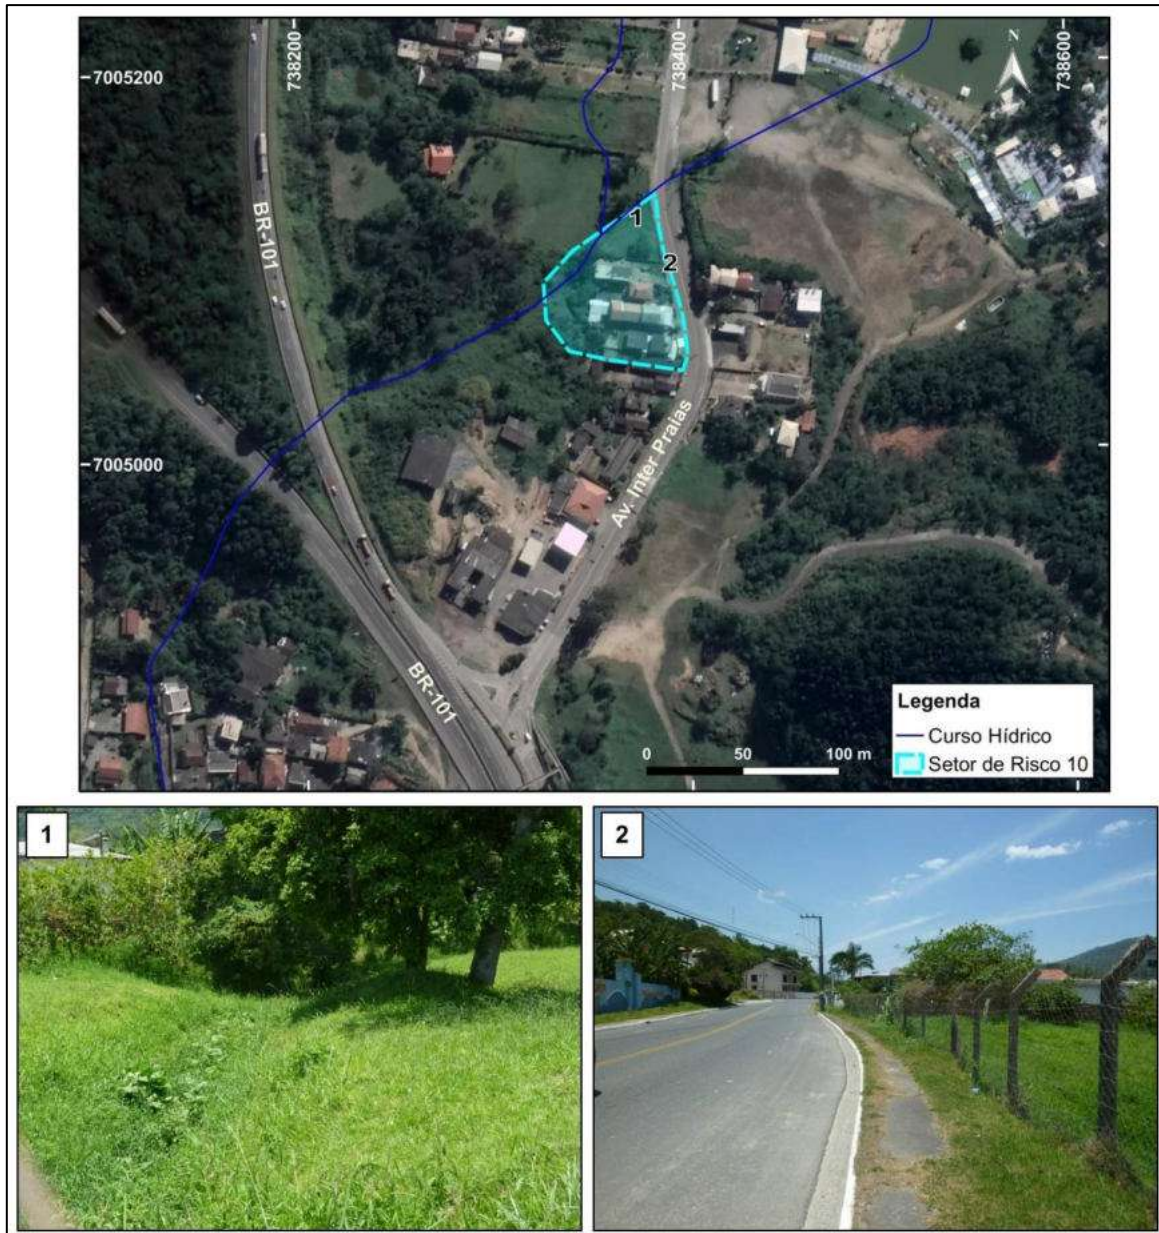 738200
738400
738600
7005200
N
BR-101
1
2
Av. Inter Praias
7005000
BR-101
Legenda
Curso Hídrico
Setor de Risco 10
0 50 100 m
1
2